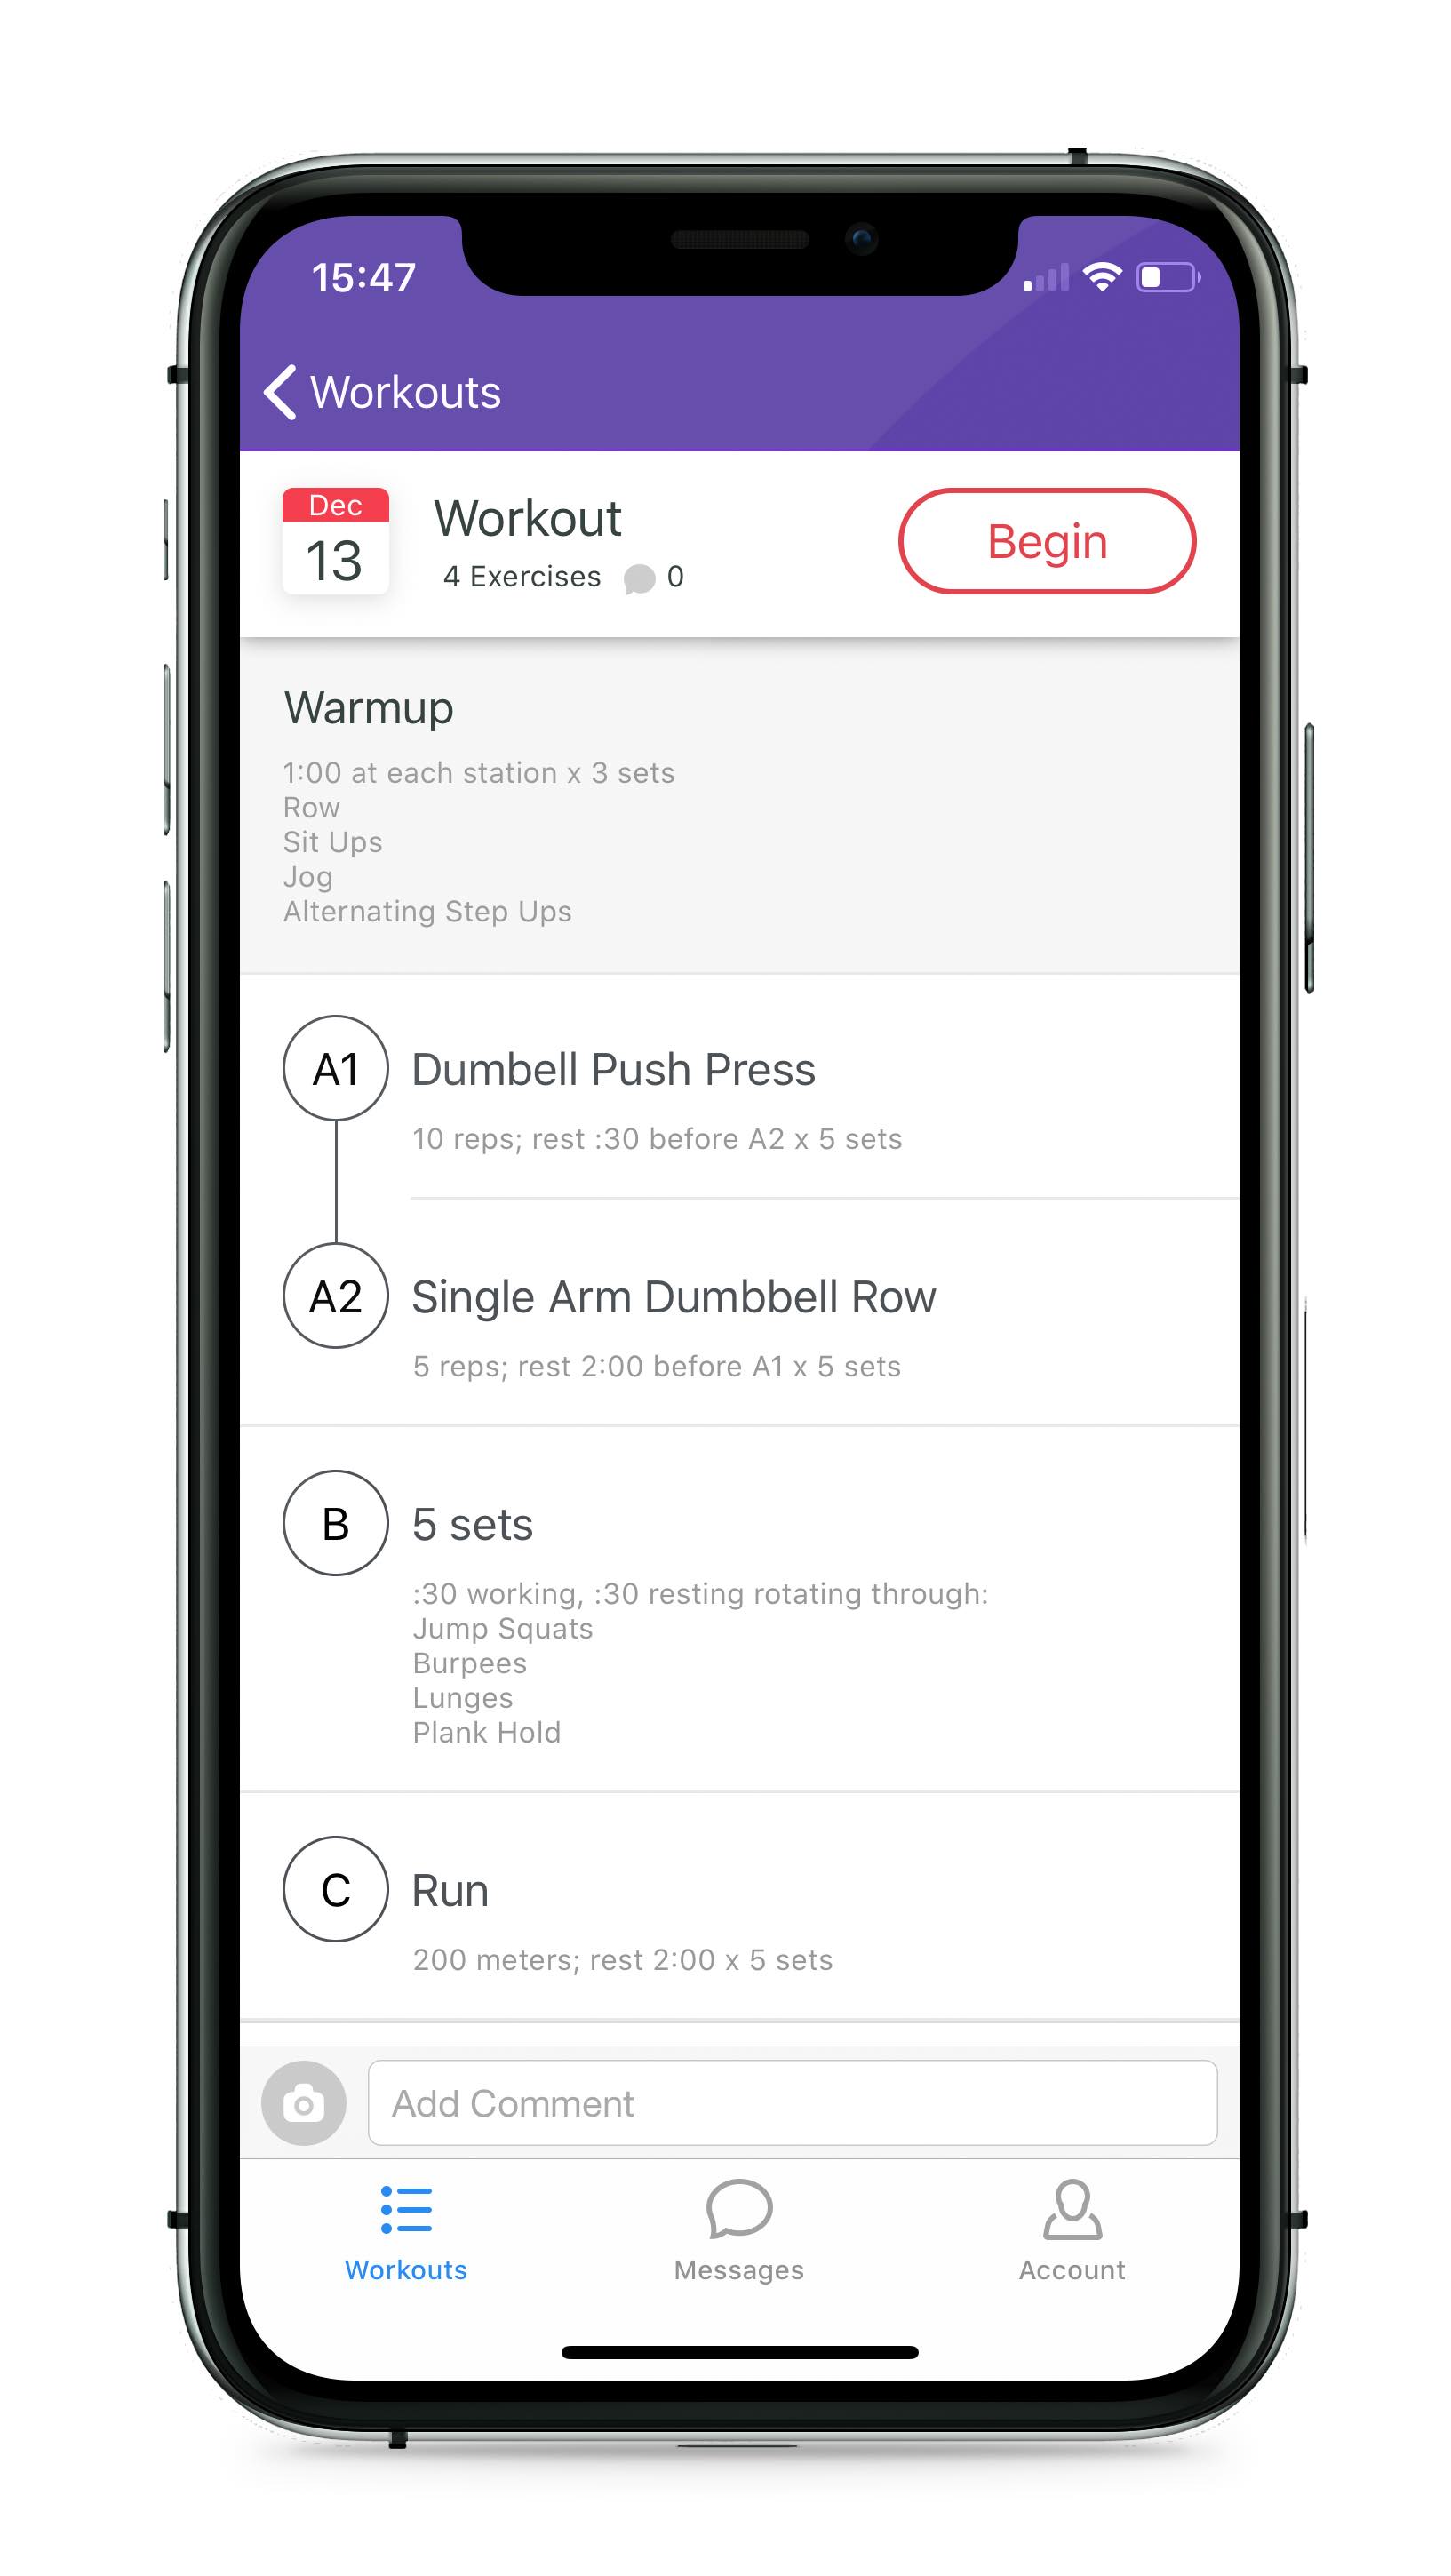 15:47
Workouts
Dec
13
Workout
4 Exercises 0
Begin
Warmup
1:00 at each station x 3 sets
Row
Sit Ups
Jog
Alternating Step Ups
A1
Dumbell Push Press
10 reps; rest :30 before A2 x 5 sets
A2
Single Arm Dumbbell Row
5 reps; rest 2:00 before A1 x 5 sets
B
5 sets
:30 working, :30 resting rotating through:
Jump Squats
Burpees
Lunges
Plank Hold
C
Run
200 meters; rest 2:00 x 5 sets
Add Comment
Workouts Messages Account